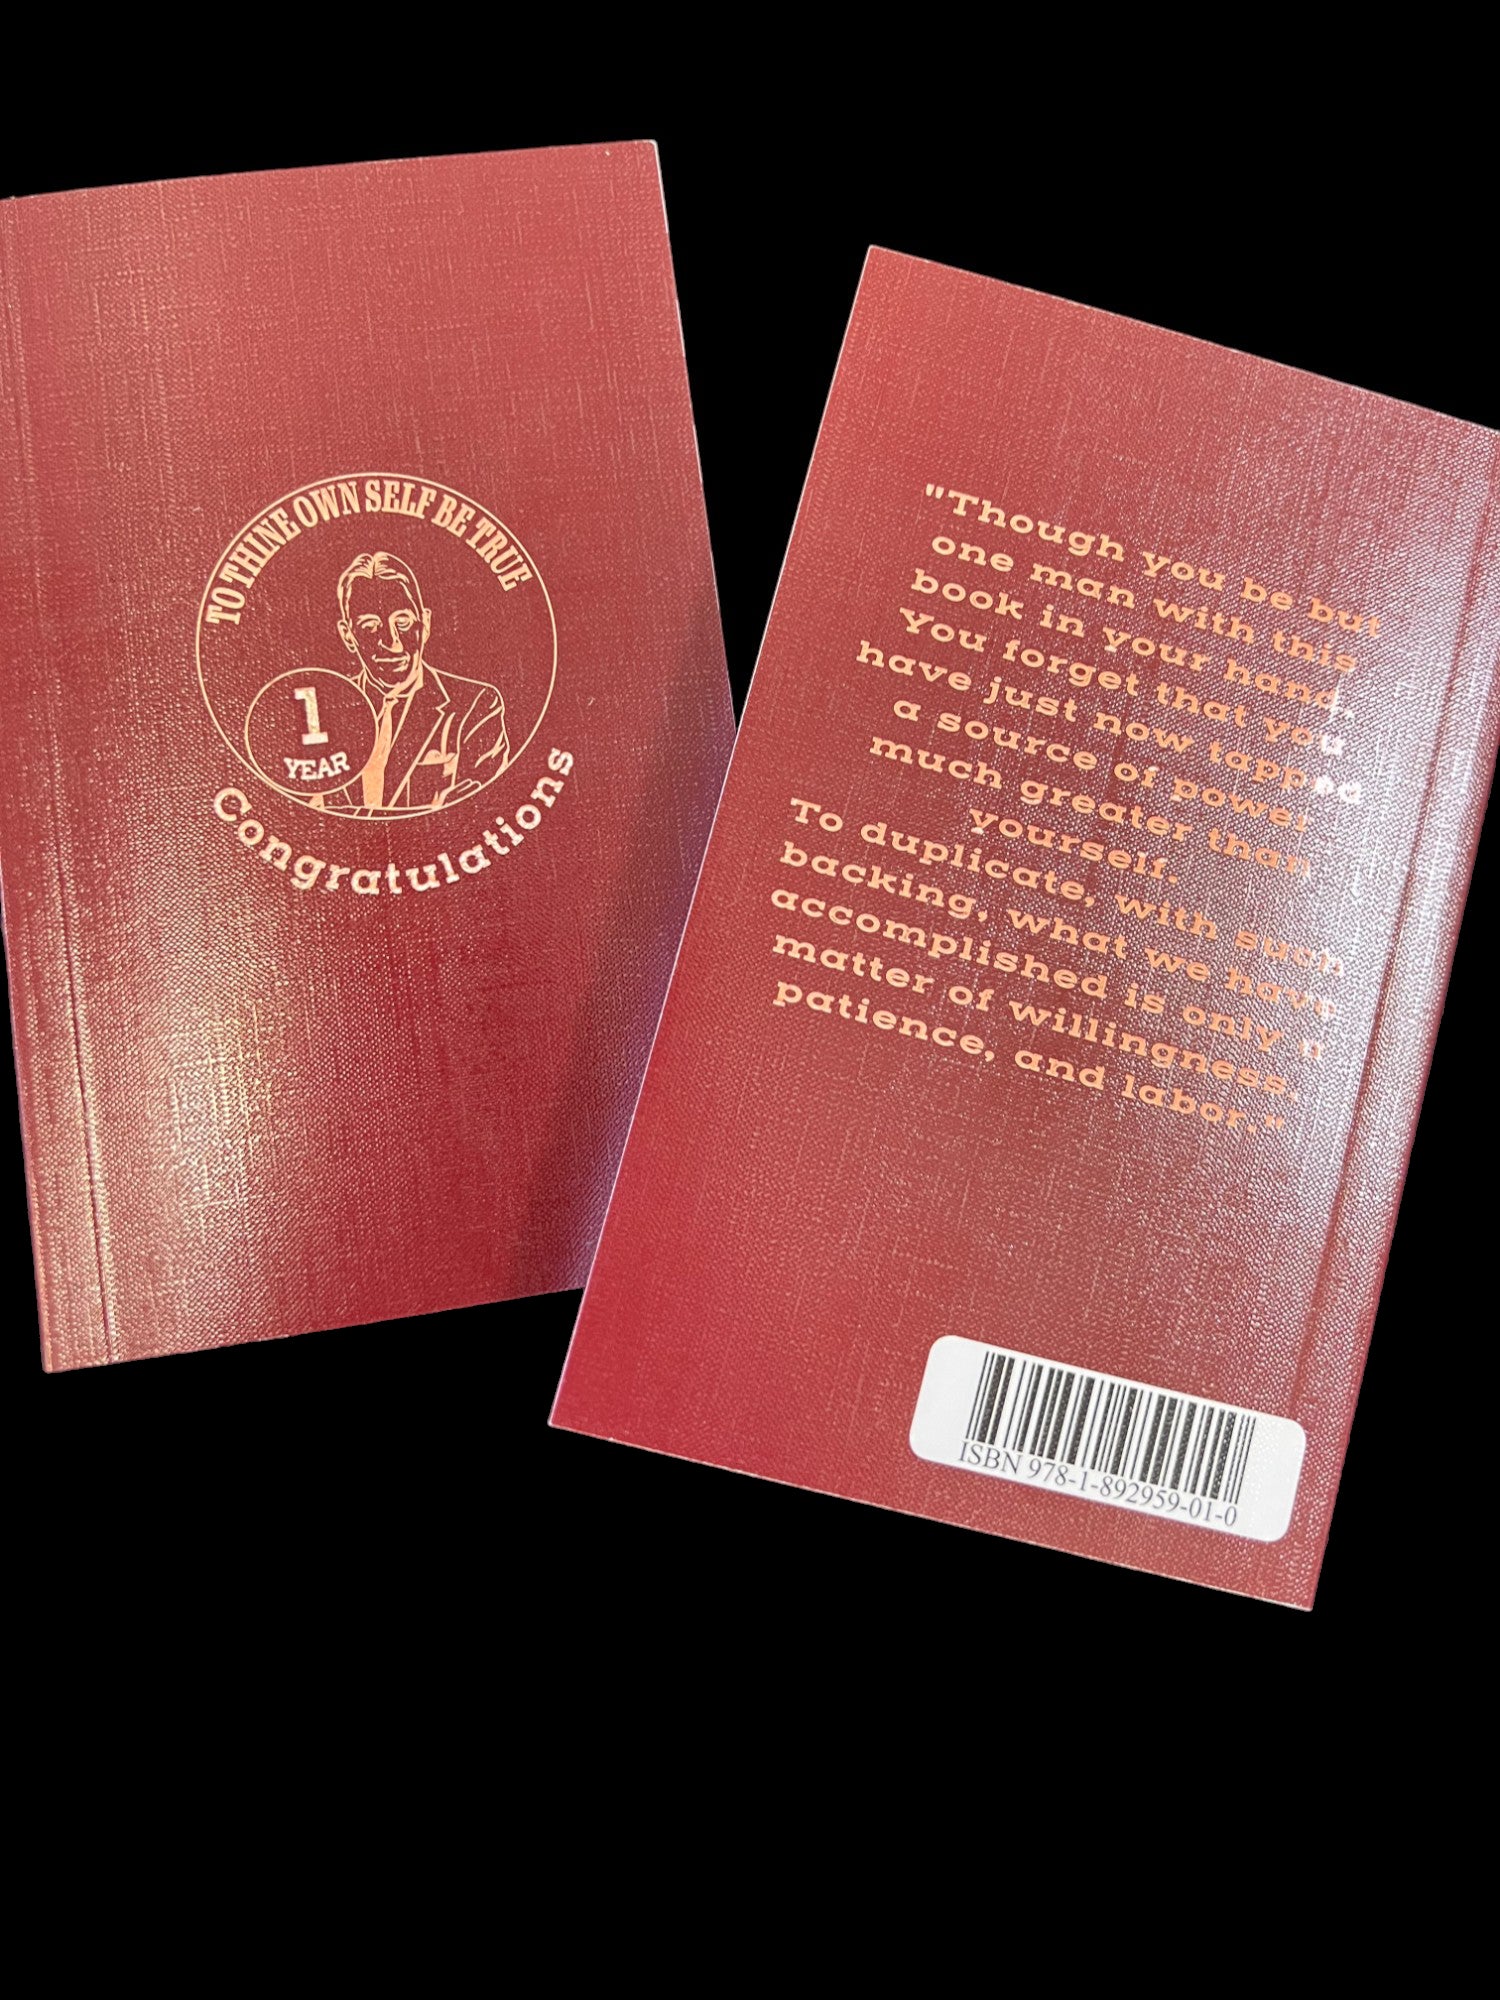 TO THINE OWN SELF BE TRUE
1
YEAR
Congratulations
"Though you be but
one man with this
book in your hand.
You forget that you
have just now tapped
a source of power
much greater than
yourself.
To duplicate, with such
backing, what we have
accomplished is only a
matter of willingness,
patience, and labor."
ISBN 978-1-892959-01-0